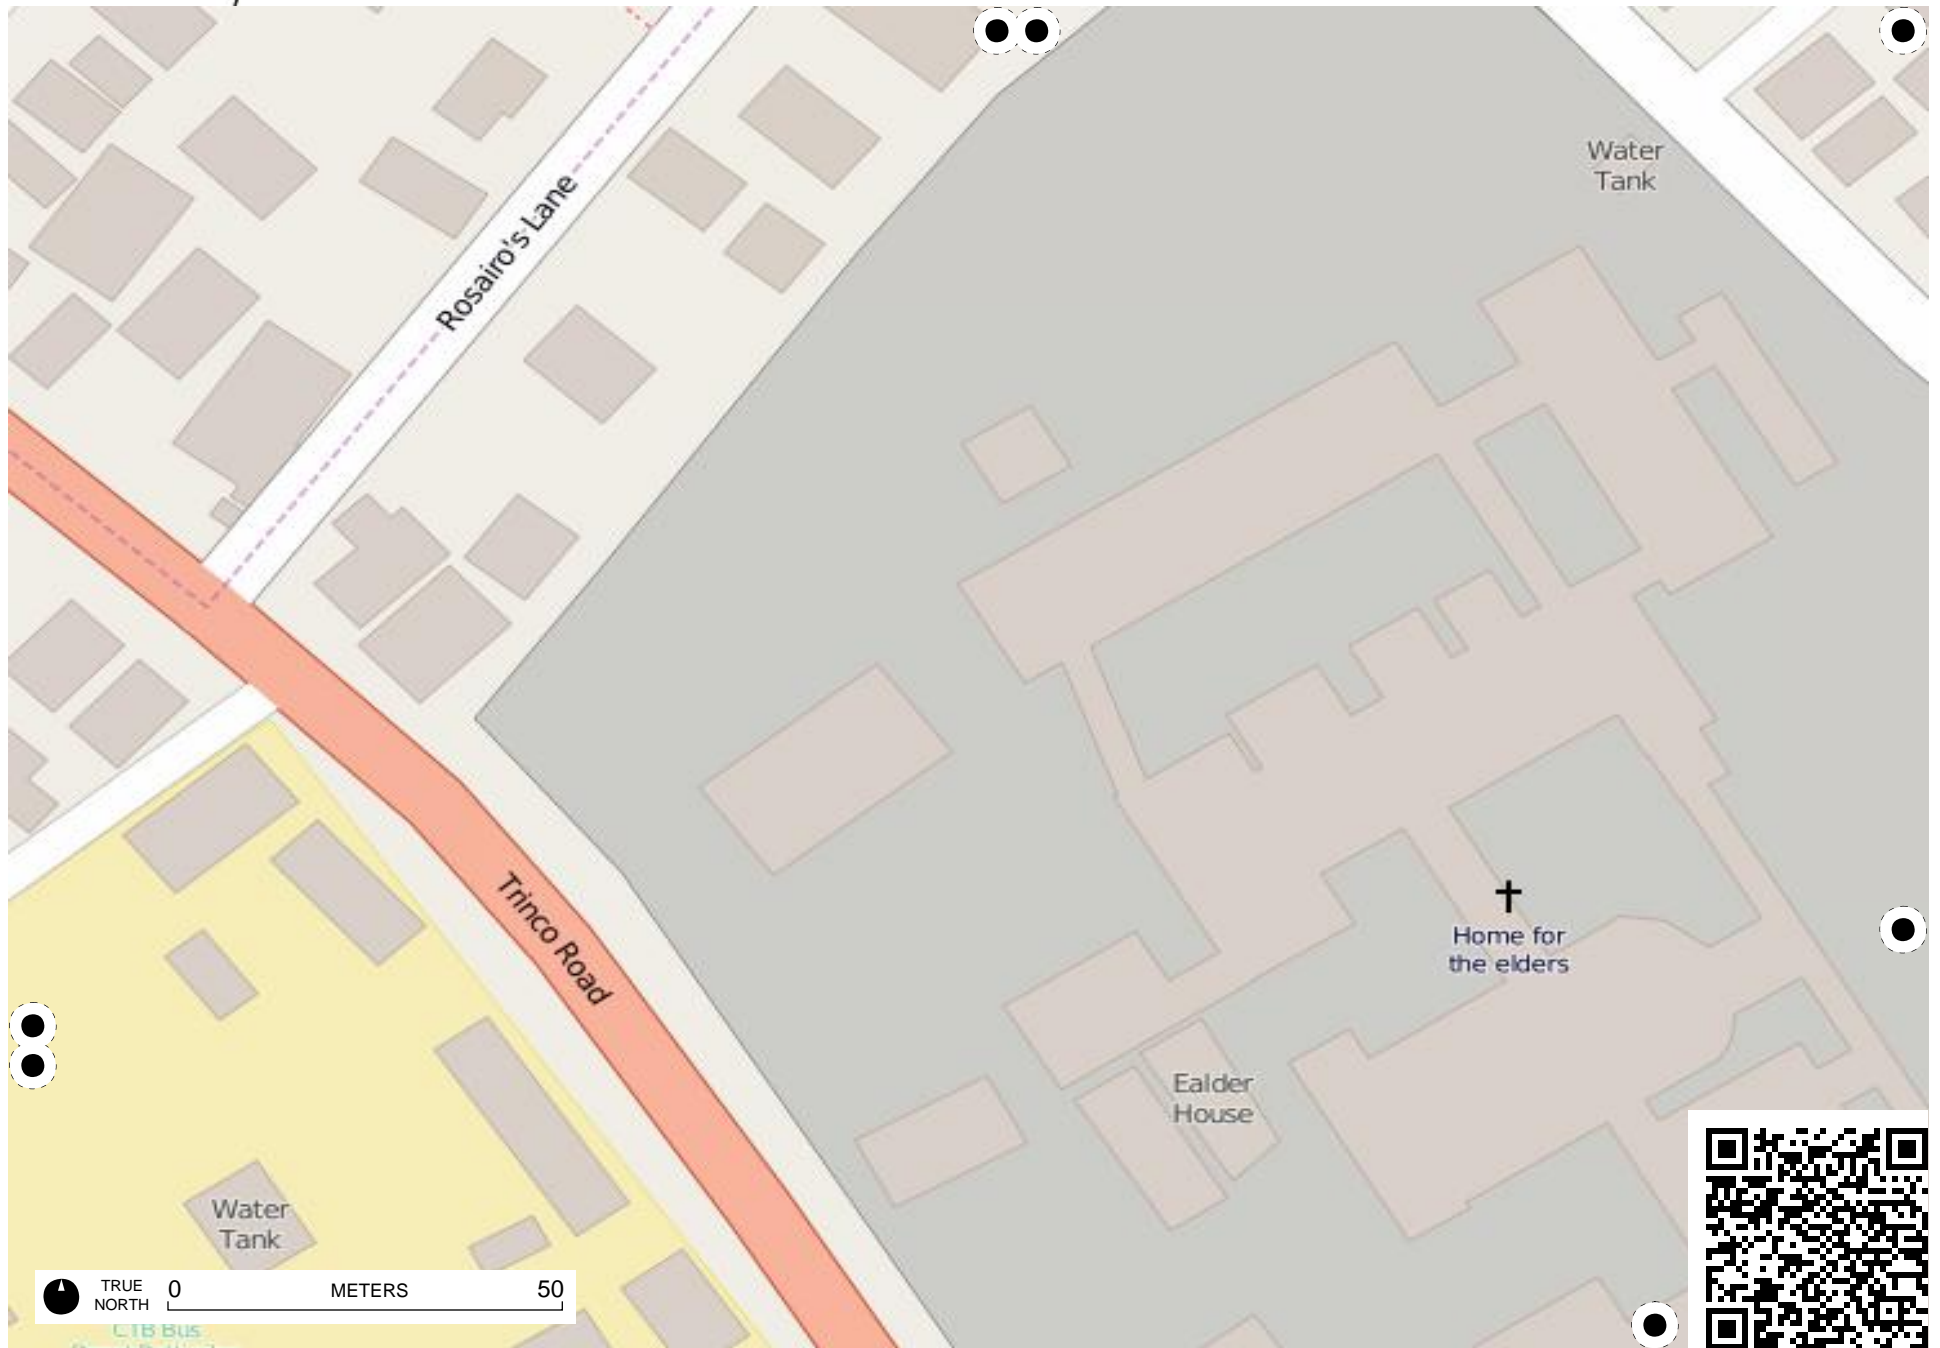 Water
Tank
Rosairo's Lane
Trinco Road
Home for
the elders
Ealder
House
Water
Tank
TRUE
NORTH
0
METERS
50
CTB Bus